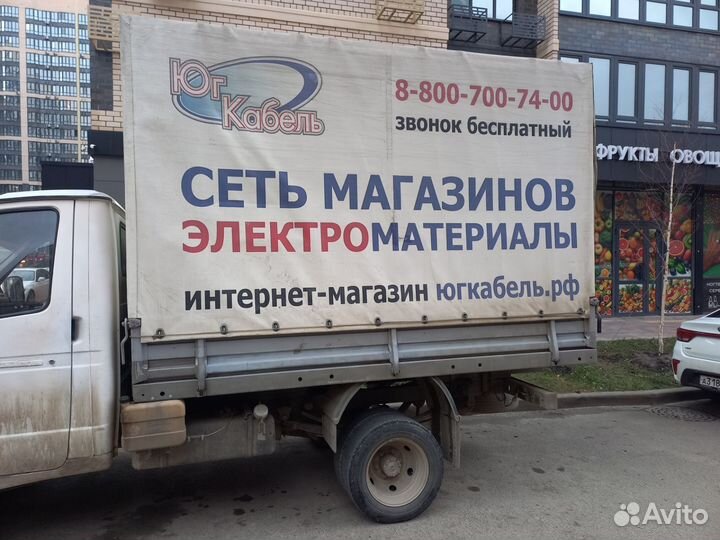 Юг
Кабель
8-800-700-74-00
звонок бесплатный
СЕТЬ МАГАЗИНОВ
ЭЛЕКТРОМАТЕРИАЛЫ
интернет-магазин югкабель.рф
ФРУКТЫ ОВОЩ
Avito